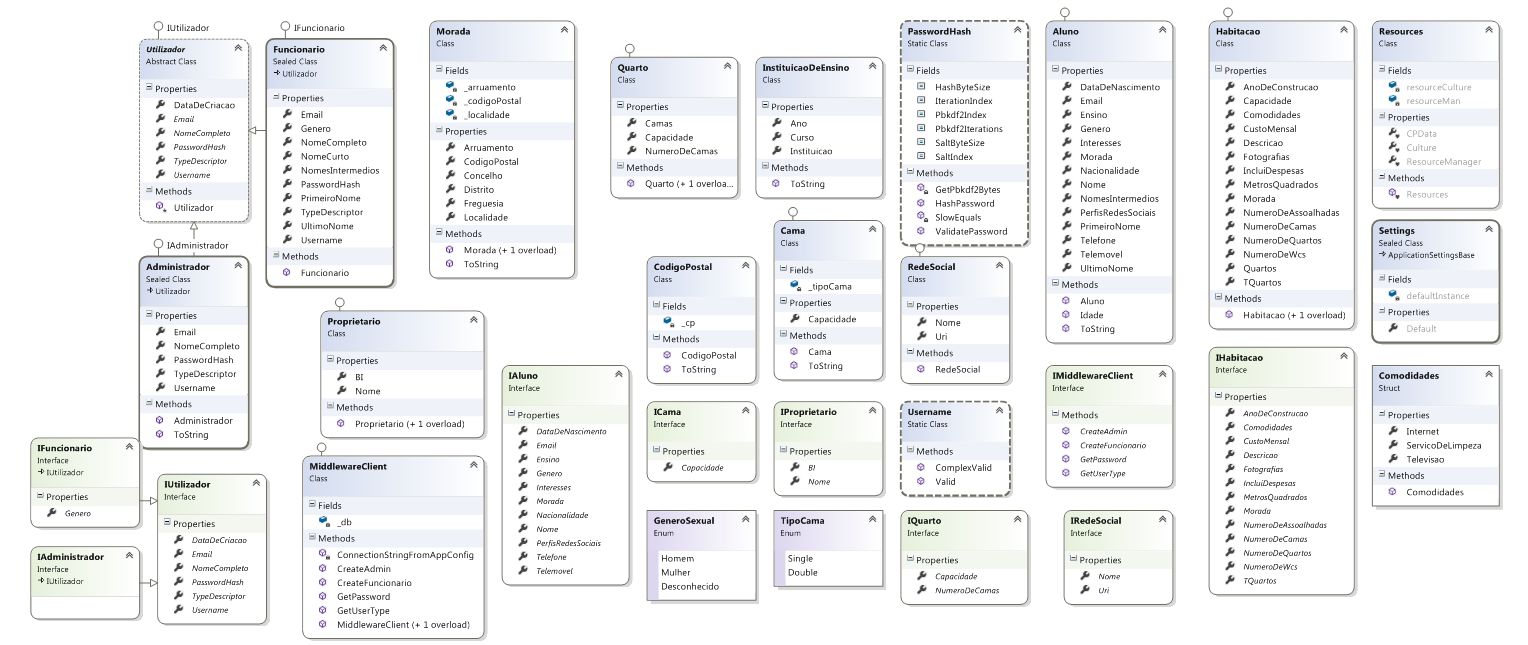 IUtilizador
Utilizador
Abstract Class
Properties
DataDeCriacao
Email
NomeCompleto
PasswordHash
TypeDescriptor
Username
Methods
Utilizador
IFuncionario
Funcionario
Sealed Class
Utilizador
Properties
Email
Genero
NomeCompleto
NomeCurto
NomesIntermedios
PasswordHash
PrimeiroNome
TypeDescriptor
UltimoNome
Username
Methods
Funcionario
IAdministrador
Administrador
Sealed Class
Utilizador
Properties
Email
NomeCompleto
PasswordHash
TypeDescriptor
Username
Methods
Administrador
ToString
IFuncionario
Interface
IUtilizador
Properties
Genero
IAdministrador
Interface
IUtilizador
IUtilizador
Interface
Properties
DataDeCriacao
Email
NomeCompleto
PasswordHash
TypeDescriptor
Username
Morada
Class
Fields
_arruamento
_codigoPostal
_localidade
Properties
Arruamento
CodigoPostal
Concelho
Distrito
Freguesia
Localidade
Methods
Morada (+ 1 overload)
ToString
Proprietario
Class
Properties
BI
Nome
Methods
Proprietario (+ 1 overload)
MiddlewareClient
Class
Fields
_db
Methods
ConnectionStringFromAppConfig
CreateAdmin
CreateFuncionario
GetPassword
GetUserType
MiddlewareClient (+ 1 overload)
IAluno
Interface
Properties
DataDeNascimento
Email
Ensino
Genero
Interesses
Morada
Nacionalidade
Nome
PerfisRedesSociais
Telefone
Telemovel
Quarto
Class
Properties
Camas
Capacidade
NumeroDeCamas
Methods
Quarto (+ 1 overloa...
InstituicaoDeEnsino
Class
Properties
Ano
Curso
Instituicao
Methods
ToString
CodigoPostal
Class
Fields
_cp
Methods
CodigoPostal
ToString
Cama
Class
Fields
_tipoCama
Properties
Capacidade
Methods
Cama
ToString
ICama
Interface
Properties
Capacidade
IProprietario
Interface
Properties
BI
Nome
GeneroSexual
Enum
Homem
Mulher
Desconhecido
TipoCama
Enum
Single
Double
PasswordHash
Static Class
Fields
HashByteSize
IterationIndex
Pbkdf2Index
Pbkdf2Iterations
SaltByteSize
SaltIndex
Methods
GetPbkdf2Bytes
HashPassword
SlowEquals
ValidatePassword
RedeSocial
Class
Properties
Nome
Uri
Methods
RedeSocial
Username
Static Class
Methods
ComplexValid
Valid
IQuarto
Interface
Properties
Capacidade
NumeroDeCamas
Aluno
Class
Properties
DataDeNascimento
Email
Ensino
Genero
Interesses
Morada
Nacionalidade
Nome
NomesIntermedios
PerfisRedesSociais
PrimeiroNome
Telefone
Telemovel
UltimoNome
Methods
Aluno
Idade
ToString
IMiddlewareClient
Interface
Methods
CreateAdmin
CreateFuncionario
GetPassword
GetUserType
IRedeSocial
Interface
Properties
Nome
Uri
Habitacao
Class
Properties
AnoDeConstrucao
Capacidade
Comodidades
CustoMensal
Descricao
Fotografias
IncluiDespesas
MetrosQuadrados
Morada
NumeroDeAssoalhadas
NumeroDeCamas
NumeroDeQuartos
NumeroDeWcs
Quartos
TQuartos
Methods
Habitacao (+ 1 overload)
IHabitacao
Interface
Properties
AnoDeConstrucao
Comodidades
CustoMensal
Descricao
Fotografias
IncluiDespesas
MetrosQuadrados
Morada
NumeroDeAssoalhadas
NumeroDeCamas
NumeroDeQuartos
NumeroDeWcs
TQuartos
Resources
Class
Fields
resourceCulture
resourceMan
Properties
CPData
Culture
ResourceManager
Methods
Resources
Settings
Sealed Class
ApplicationSettingsBase
Fields
defaultInstance
Properties
Default
Comodidades
Struct
Properties
Internet
ServicoDeLimpeza
Televisao
Methods
Comodidades